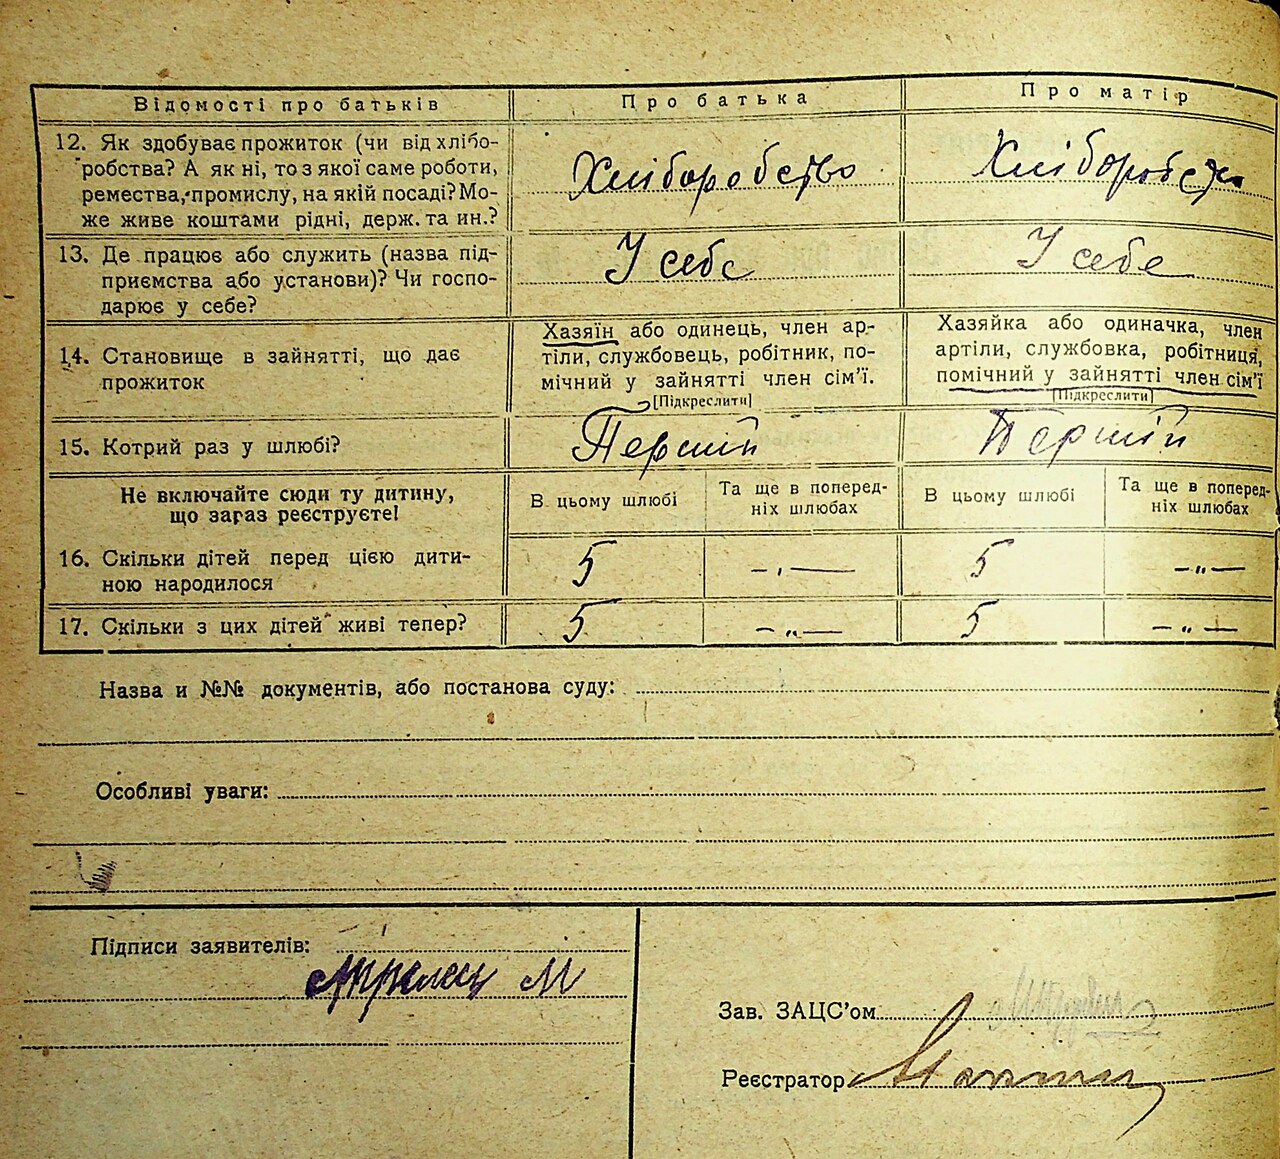 Відомості про батьків Про батька Про матір
12. Як здобуває прожиток (чи від хлібо-
робства? А як ні, то з якої саме роботи,
ремества, промислу, на якій посаді? Мо-
же живе коштами рідні, держ. та ин.?
Хліборобство Хліборобство
13. Де працює або служить (назва під-
приємства або установи)? Чи госпо-
дарює у себе?
У себе У себе
14. Становище в зайнятті, що дає
прожиток
Хазяїн або одинець, член ар-
тіли, службовець, робітник, по-
мічний у зайнятті член сім'ї.
[Підкреслити]
Хазяйка або одиначка, член
артіли, службовка, робітниця,
помічний у зайнятті член сім'ї
[Підкреслити]
15. Котрий раз у шлюбі? Перший Перший
Не включайте сюди ту дитину,
що зараз реєструєте!
В цьому шлюбі
Та ще в поперед-
ніх шлюбах
В цьому шлюбі
Та ще в поперед-
ніх шлюбах
16. Скільки дітей перед цією дити-
ною народилося
5 -„- 5 -„-
17. Скільки з цих дітей живі тепер? 5 -„- 5 -„-
Назва и №№ документів, або постанова суду:
Особливі уваги:
Підписи заявителів:
М
Зав. ЗАЦС'ом
Реєстратор